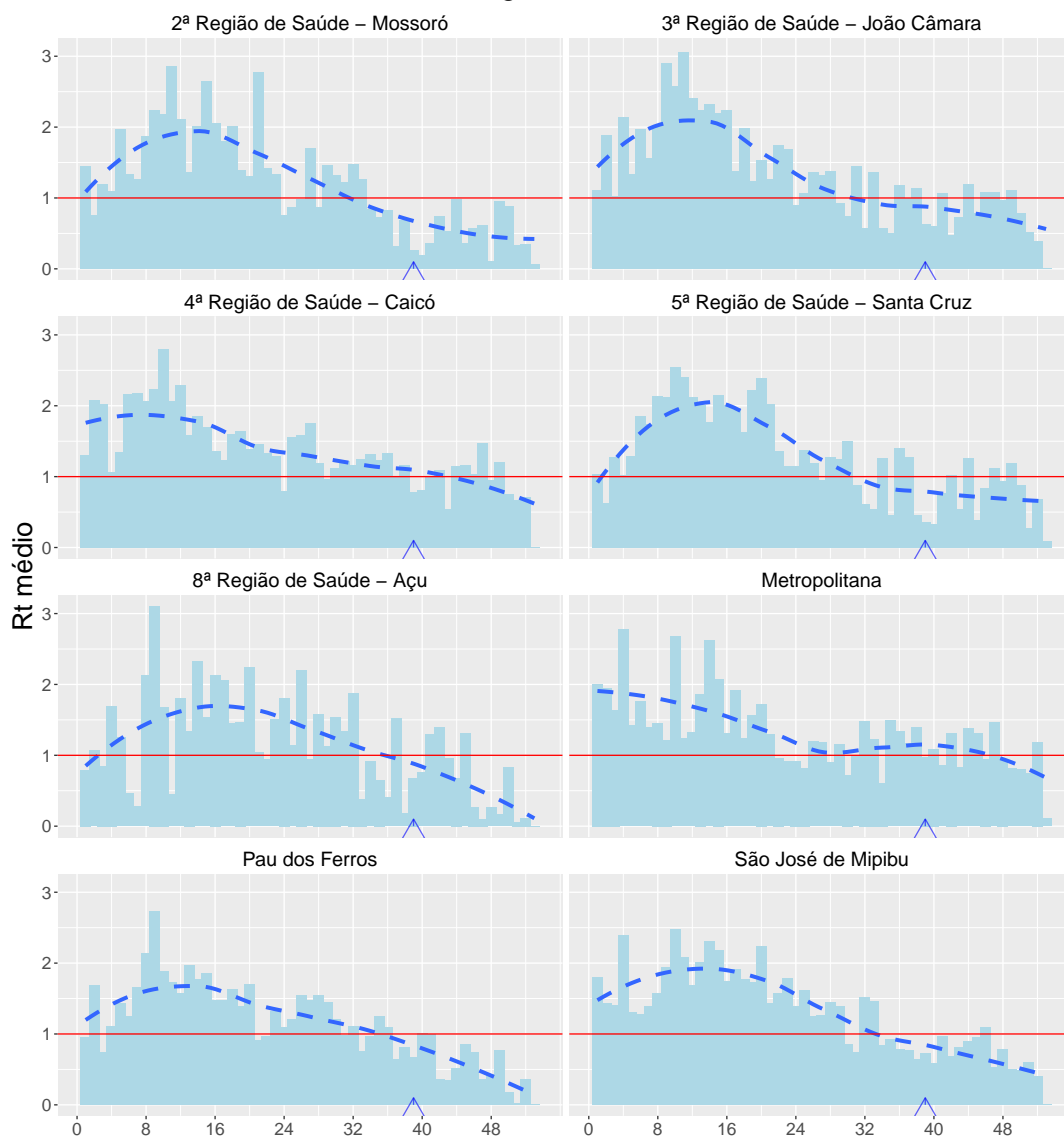 2ª Região de Saúde – Mossoró
3ª Região de Saúde – João Câmara
3
2
1
0
4ª Região de Saúde – Caicó
5ª Região de Saúde – Santa Cruz
3
2
1
0
Rt médio
8ª Região de Saúde – Açu
Metropolitana
3
2
1
0
Pau dos Ferros
São José de Mipibu
3
2
1
0
0 8 16 24 32 40 48
0 8 16 24 32 40 48